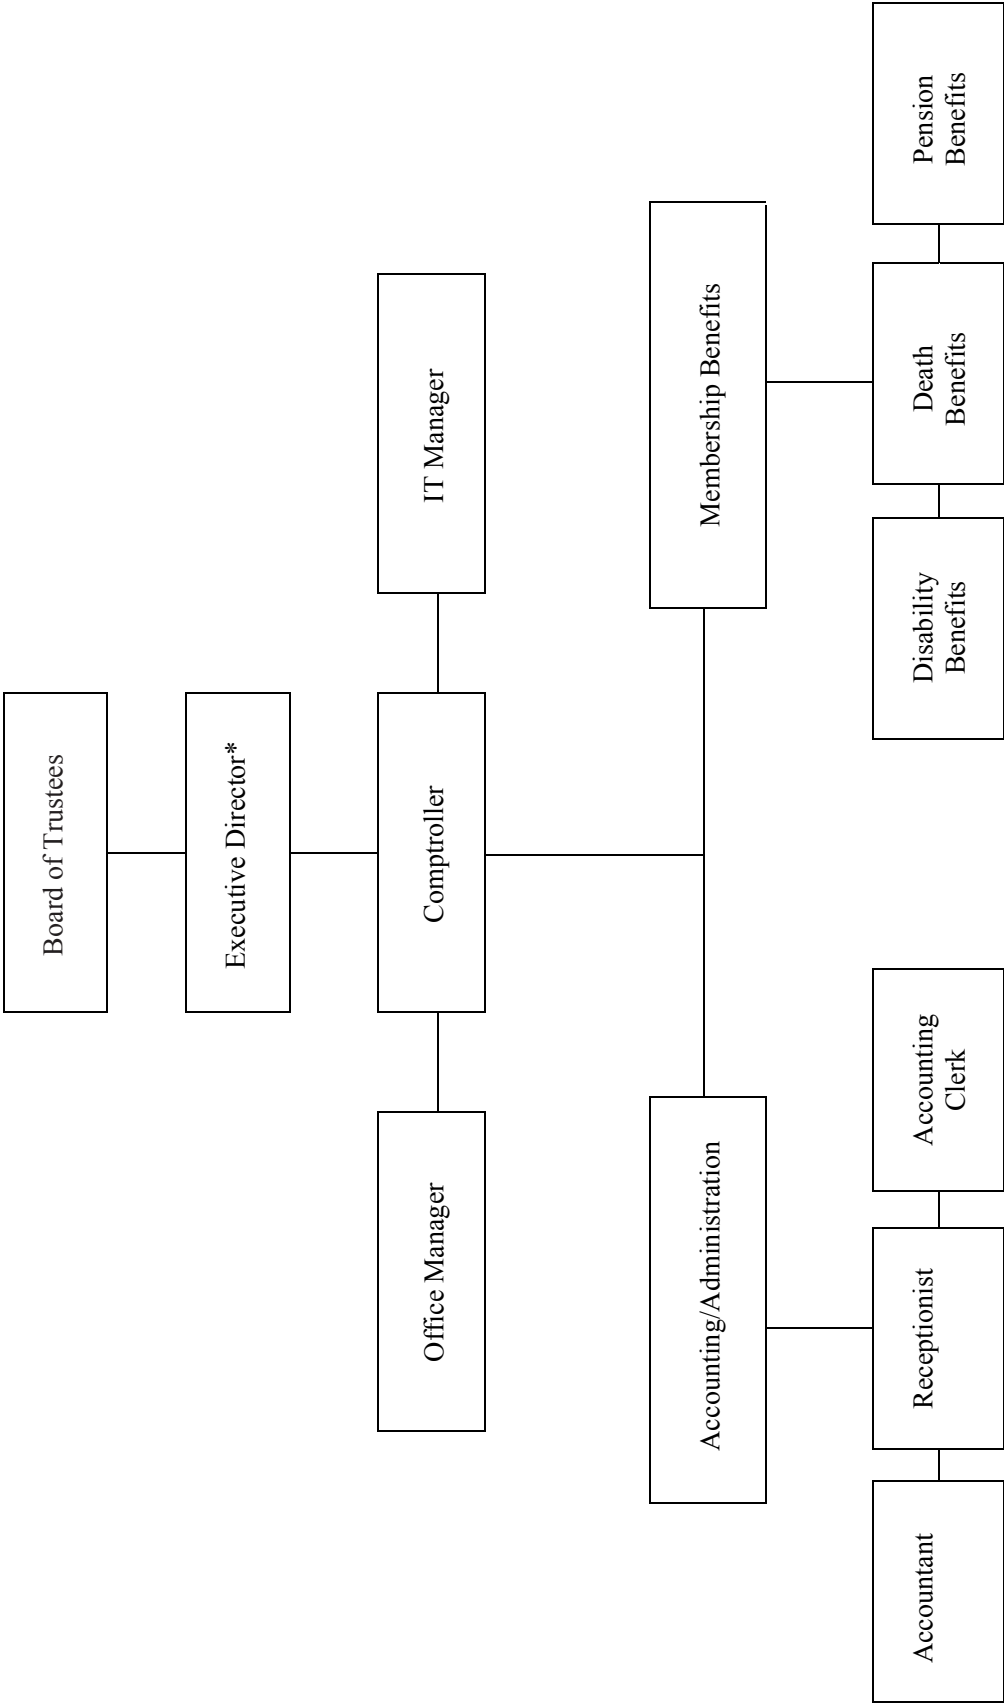 Board of Trustees
Executive Director*
Office Manager
Comptroller
IT Manager
Accounting/Administration
Membership Benefits
Accountant
Receptionist
Accounting
Clerk
Disability
Benefits
Death
Benefits
Pension
Benefits